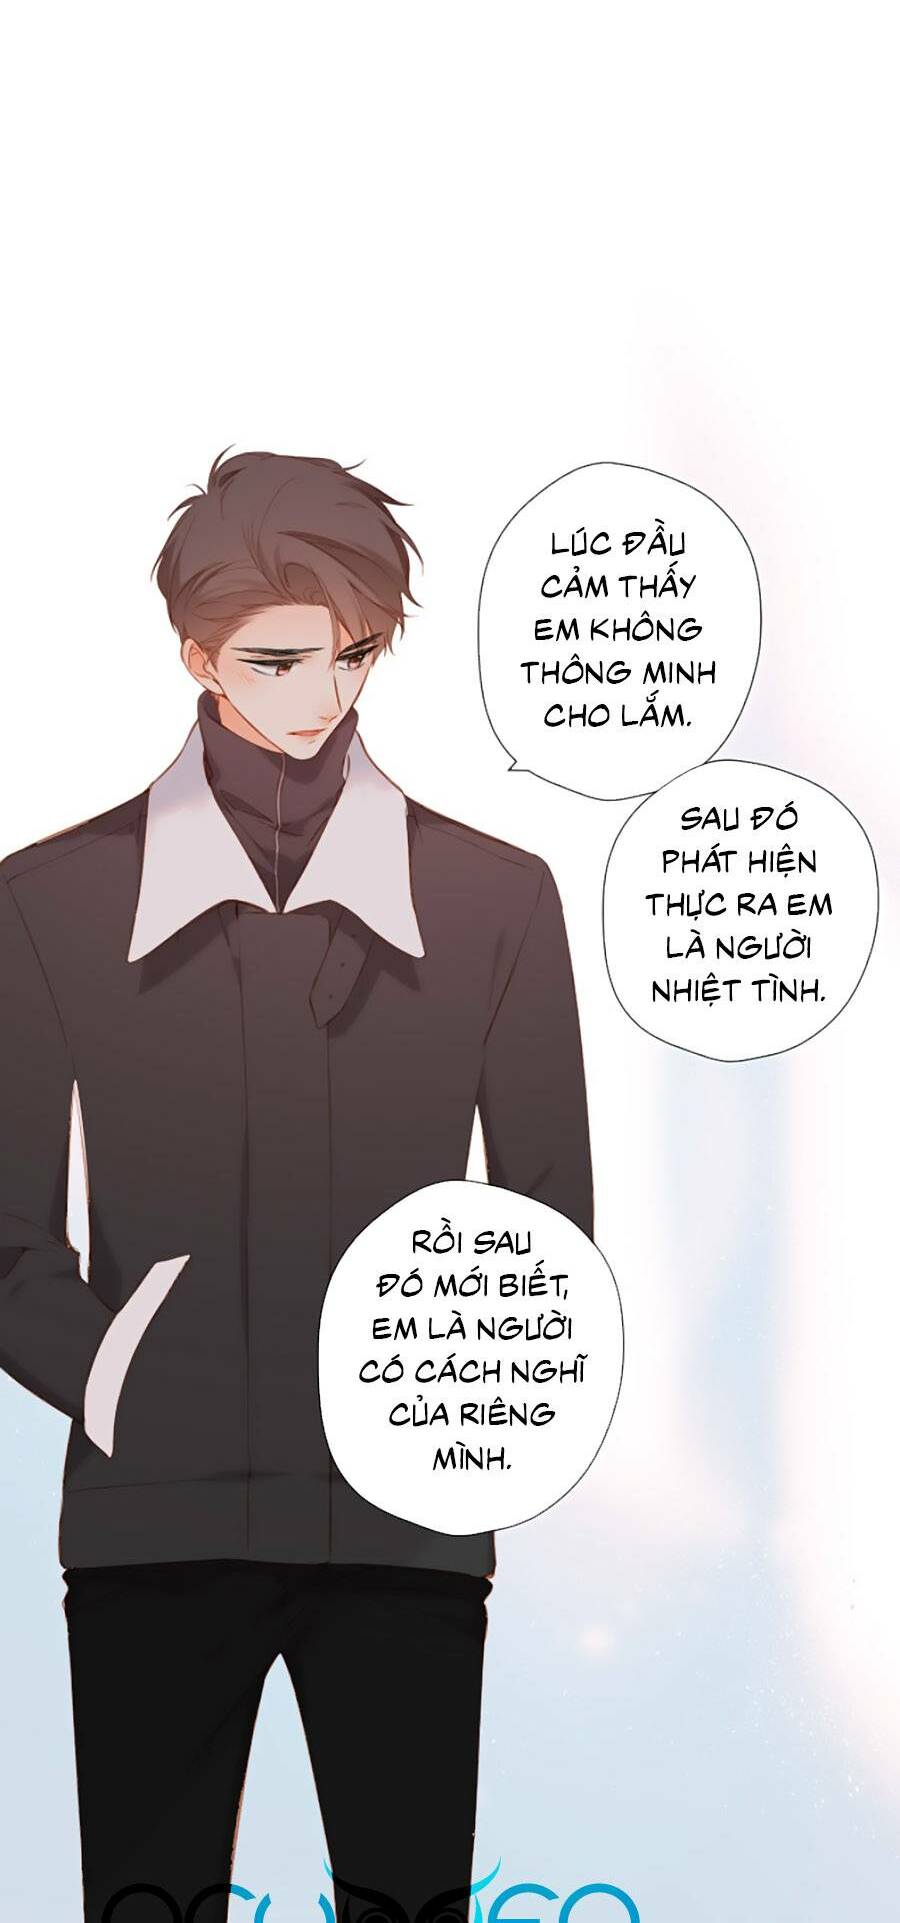 LÚC ĐẦU
CẢM THẤY
EM KHÔNG
THÔNG MINH
CHO LẮM.
SAU ĐÓ
PHÁT HIỆN
THỰC RA EM
LÀ NGƯỜI
NHIỆT TÌNH.
RỒI SAU
ĐÓ MỚI BIẾT,
EM LÀ NGƯỜI
CÓ CÁCH NGHĨ
CỦA RIÊNG
MÌNH.